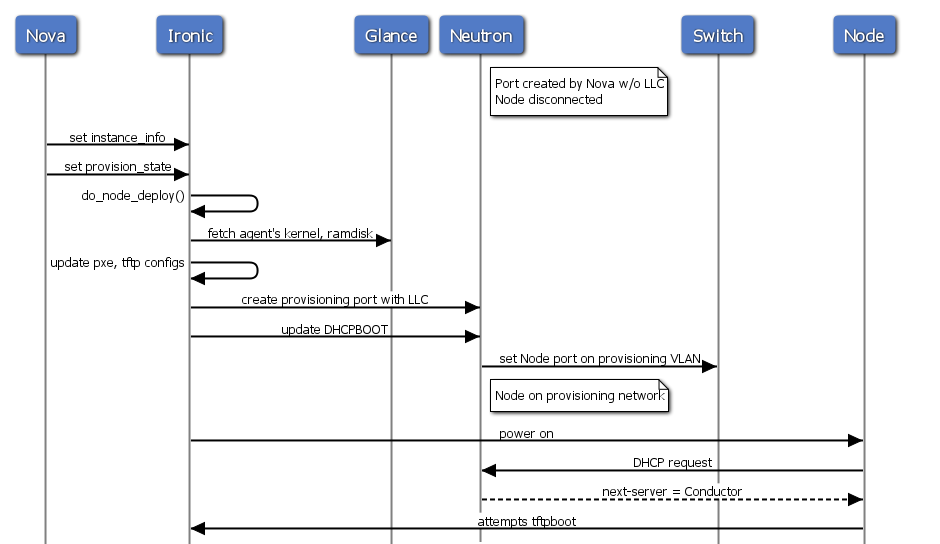 Nova
Ironic
Glance
Neutron
Switch
Node
Port created by Nova w/o LLC
Node disconnected
set instance_info
set provision_state
do_node_deploy()
fetch agent's kernel, ramdisk
update pxe, tftp configs
create provisioning port with LLC
update DHCPBOOT
set Node port on provisioning VLAN
Node on provisioning network
power on
DHCP request
next-server = Conductor
attempts tftpboot